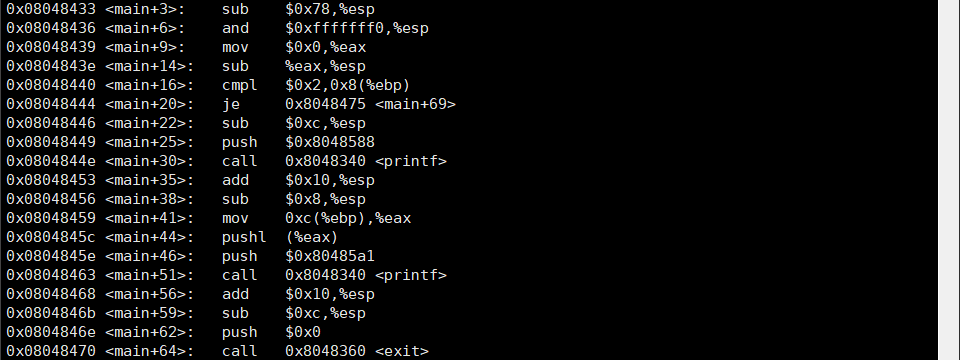 0x08048433 <main+3>: sub $0x78,%esp
0x08048436 <main+6>: and $0xfffffff0,%esp
0x08048439 <main+9>: mov $0x0,%eax
0x0804843e <main+14>: sub %eax,%esp
0x08048440 <main+16>: cmpl $0x2,0x8(%ebp)
0x08048444 <main+20>: je 0x8048475 <main+69>
0x08048446 <main+22>: sub $0xc,%esp
0x08048449 <main+25>: push $0x8048588
0x0804844e <main+30>: call 0x8048340 <printf>
0x08048453 <main+35>: add $0x10,%esp
0x08048456 <main+38>: sub $0x8,%esp
0x08048459 <main+41>: mov 0xc(%ebp),%eax
0x0804845c <main+44>: pushl (%eax)
0x0804845e <main+46>: push $0x80485a1
0x08048463 <main+51>: call 0x8048340 <printf>
0x08048468 <main+56>: add $0x10,%esp
0x0804846b <main+59>: sub $0xc,%esp
0x0804846e <main+62>: push $0x0
0x08048470 <main+64>: call 0x8048360 <exit>